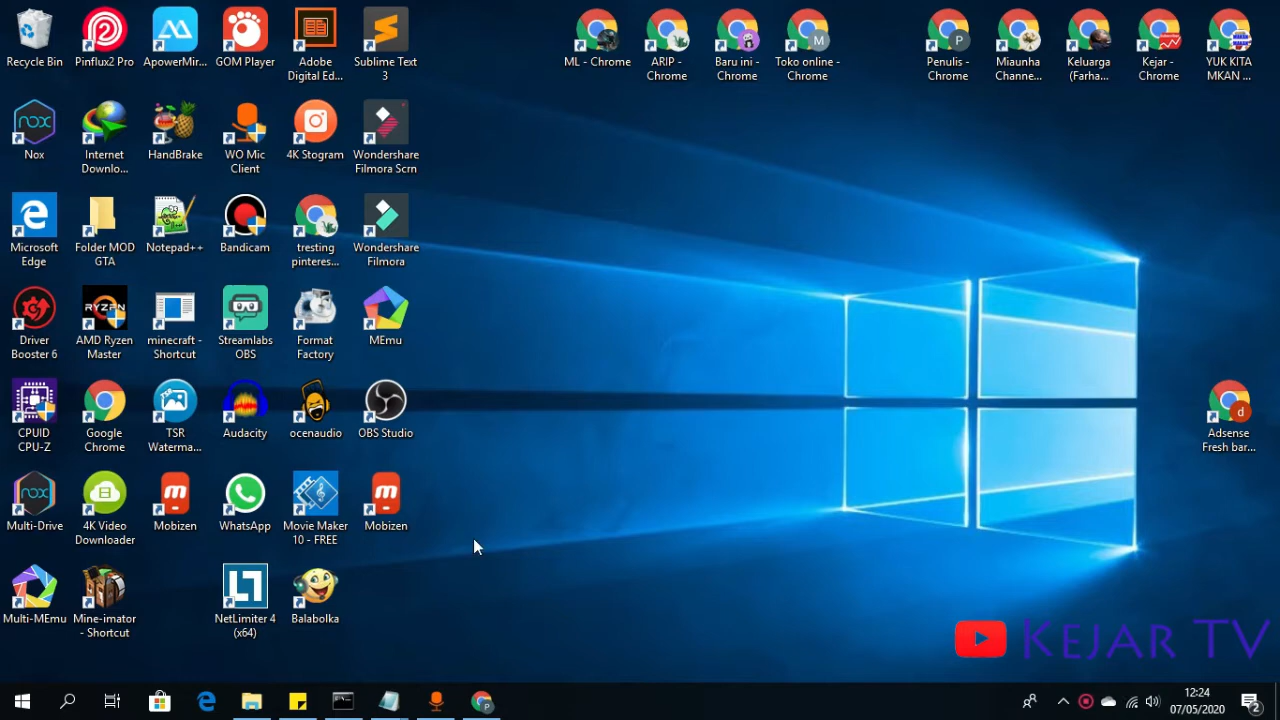 Recycle Bin
Pinflux2 Pro
ApowerMir...
GOM Player
Adobe
Digital Ed...
Sublime Text
3
ML - Chrome
ARIP -
Chrome
Baru ini -
Chrome
Toko online -
Chrome
M
Penulis -
Chrome
P
Miaunha
Channe...
Keluarga
(Farha...
Kejar -
Chrome
YUK KITA
MKAN ...
nox
Nox
Internet
Downlo...
HandBrake
WO Mic
Client
4K Stogram
Wondershare
Filmora Scrn
Microsoft
Edge
Folder MOD
GTA
Notepad++
Bandicam
tresting
pinteres...
Wondershare
Filmora
Driver
Booster 6
RYZEN
AMD Ryzen
Master
minecraft -
Shortcut
Streamlabs
OBS
Format
Factory
MEmu
CPUID
CPU-Z
Google
Chrome
TSR
Waterma...
Audacity
ocenaudio
OBS Studio
d
Adsense
Fresh bar...
nox
Multi-Drive
4K Video
Downloader
m
Mobizen
WhatsApp
Movie Maker
10 - FREE
m
Mobizen
Multi-MEmu
Mine-imator
- Shortcut
NetLimiter 4
(x64)
Balabolka
KEJAR TV
P
12:24
07/05/2020
2